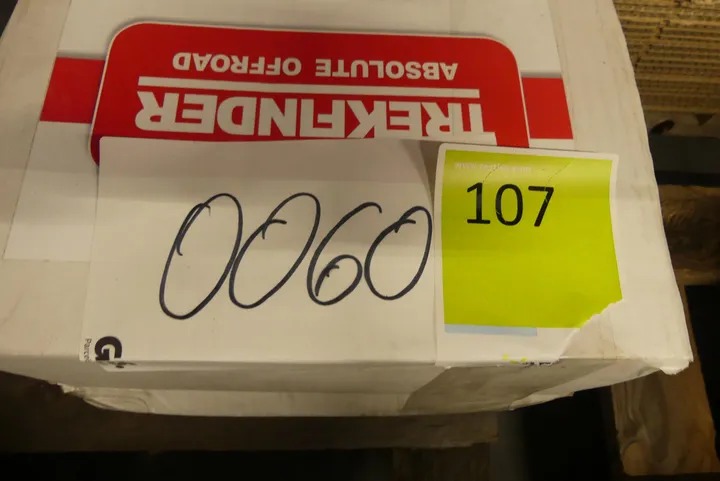 ABSOLUTE OFFROAD
TREKFINDER
0060
107
G